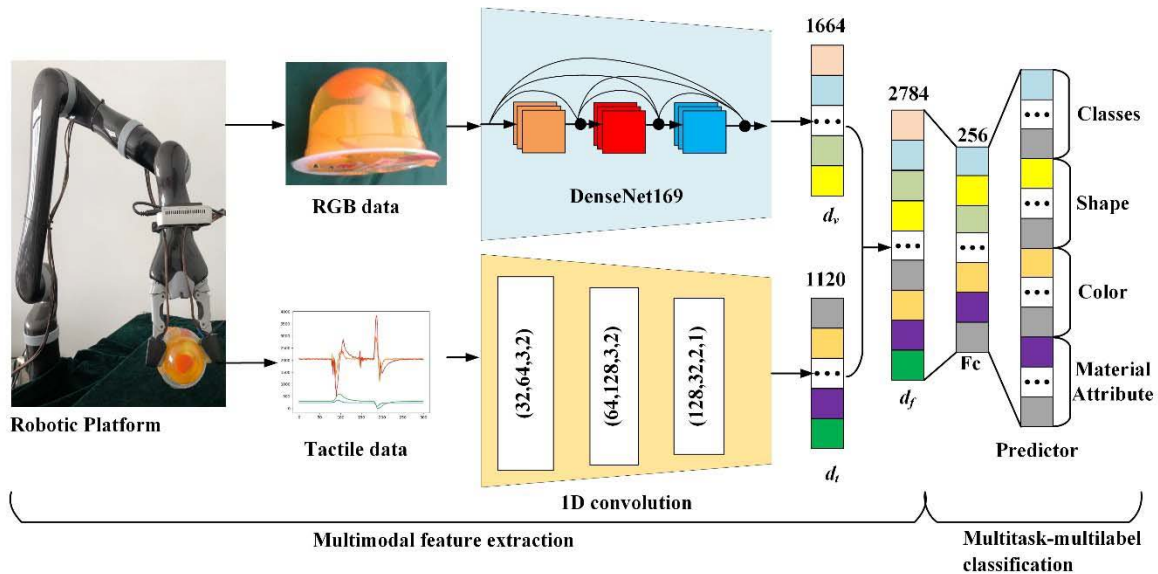 1664
2784
256
Classes
Shape
DenseNet169
RGB data
d_v
1120
Color
(32,64,3,2)
(64,128,3,2)
(128,32,2,1)
Fc
Material
Attribute
d_f
Robotic Platform
Tactile data
d_t
Predictor
1D convolution
Multimodal feature extraction
Multitask-multilabel
classification